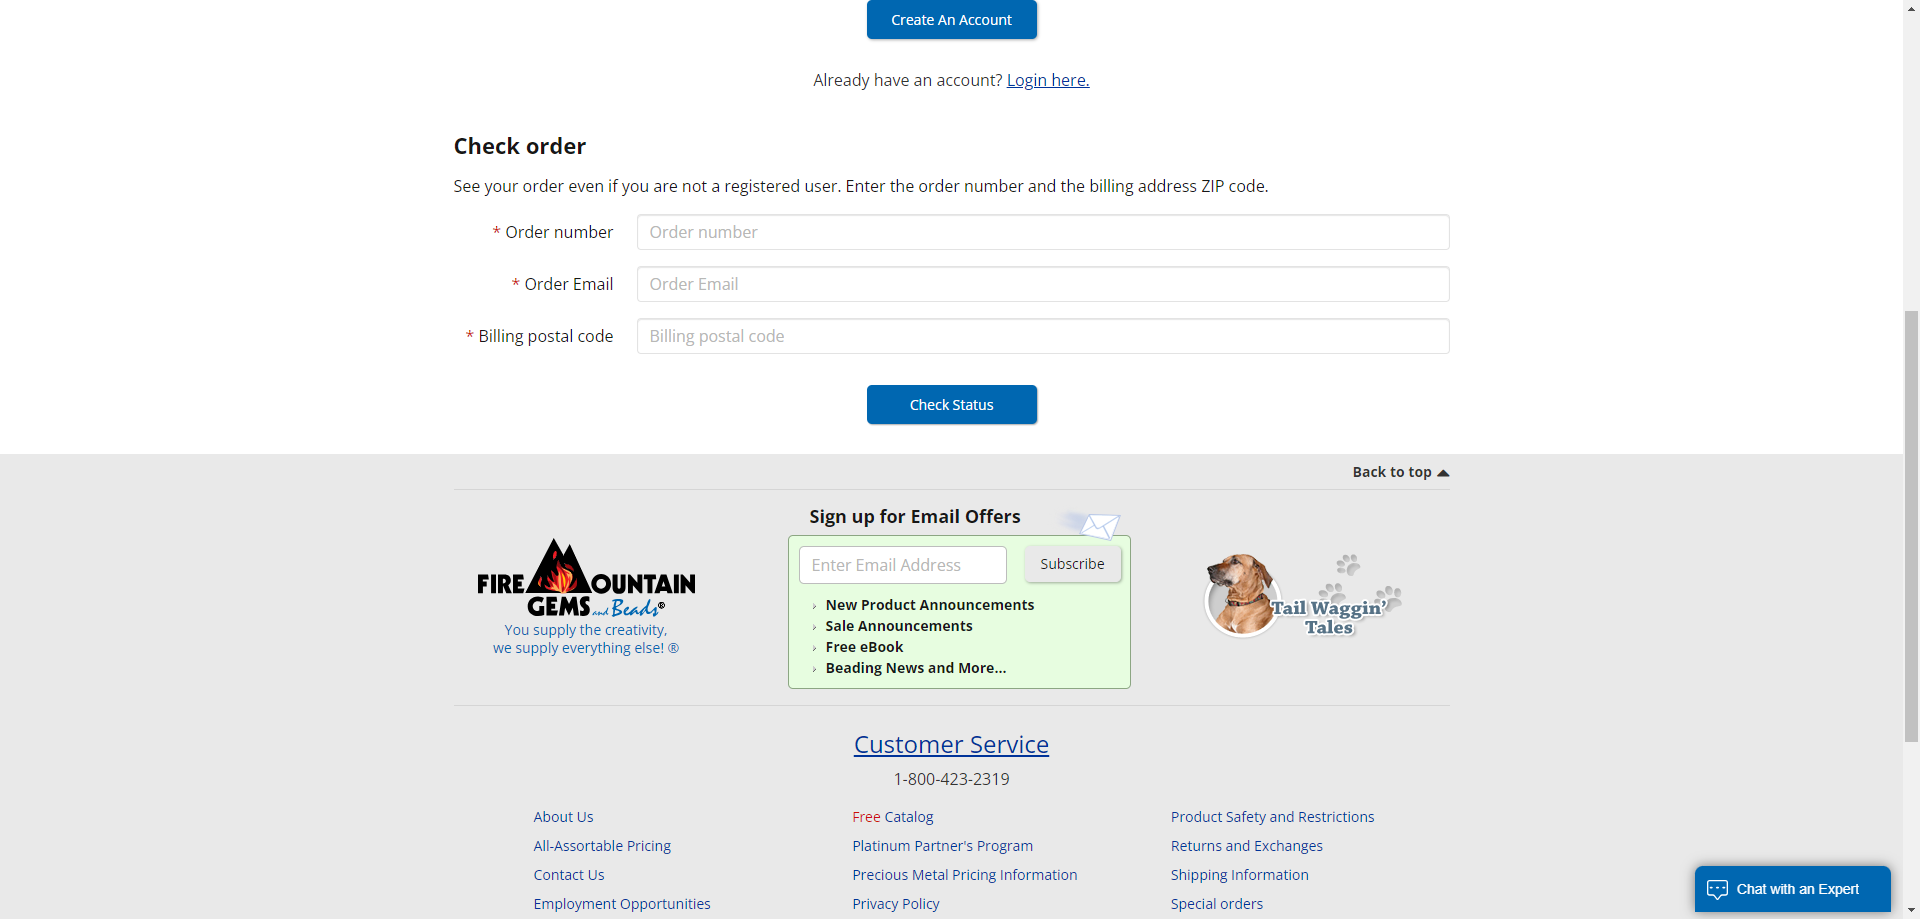 Create An Account
Already have an account? Login here.
Check order
See your order even if you are not a registered user. Enter the order number and the billing address ZIP code.
* Order number
Order number
* Order Email
Order Email
* Billing postal code
Billing postal code
Check Status
Back to top
Sign up for Email Offers
Enter Email Address
Subscribe
New Product Announcements
Sale Announcements
Free eBook
Beading News and More...
FIRE MOUNTAIN
GEMS and Beads®
You supply the creativity,
we supply everything else! ®
Tail Waggin'
Tales
Customer Service
1-800-423-2319
About Us
All-Assortable Pricing
Contact Us
Employment Opportunities
Free Catalog
Platinum Partner's Program
Precious Metal Pricing Information
Privacy Policy
Product Safety and Restrictions
Returns and Exchanges
Shipping Information
Special orders
Chat with an Expert